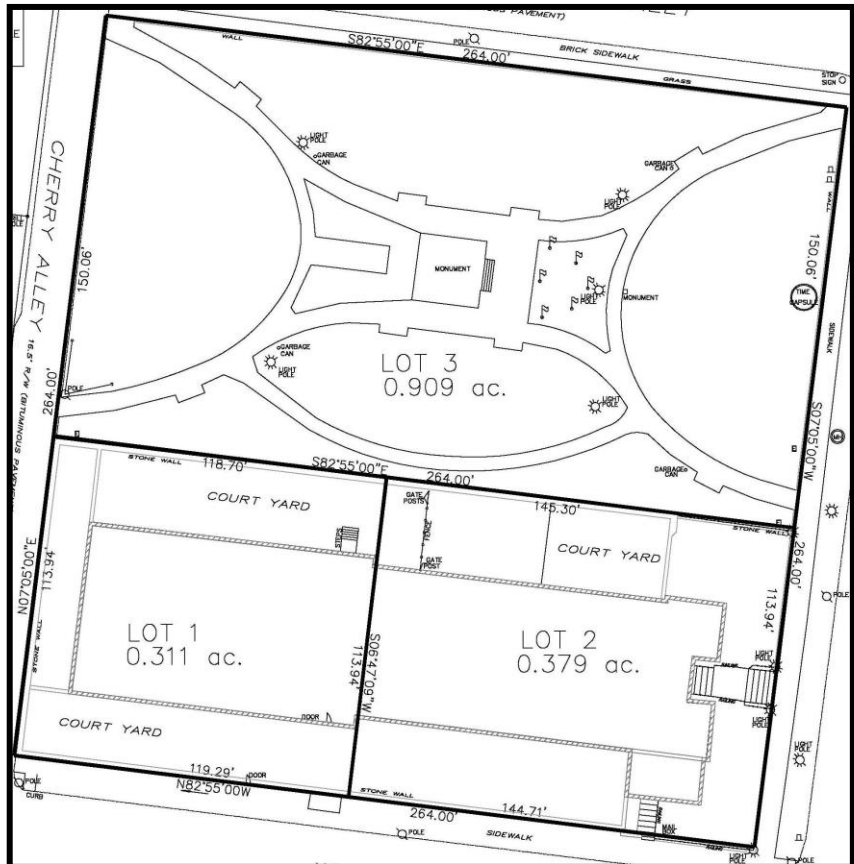 PAVEMENT)
S82°55'00"E
264.00'
WALL
POLE
BRICK SIDEWALK
GRASS
STOP
SIGN
CHERRY ALLEY
16.5' R/W (BITUMINOUS
150.06'
264.00'
LIGHT
POLE
GARBAGE
CAN
GARBAGE
CAN
LIGHT
POLE
WALL
150.06'
MONUMENT
LIGHT
POLE
MONUMENT
TIME
CAPSULE
SIDEWALK
GARBAGE
CAN
LIGHT
POLE
LOT 3
0.909 ac.
LIGHT
POLE
POLE
S07°05'00"W
264.00'
GARBAGE
CAN
STONE WALL
118.70'
S82°55'00"E
264.00'
GATE
POSTS
145.30'
STONE WALL
COURT YARD
STEPS
FENCE
GATE
POST
COURT YARD
N07°05'00"E
113.94'
STONE WALL
113.94'
POLE
LOT 1
0.311 ac.
S06°47'09"W
113.94'
LOT 2
0.379 ac.
LIGHT
POLE
LIGHT
POLE
LIGHT
POLE
DOOR
COURT YARD
119.29'
N82°55'00W
DOOR
STONE WALL
264.00'
144.71'
POLE
CURB
POLE
SIDEWALK
MAIL
BOX
LIGHT
POLE
POLE